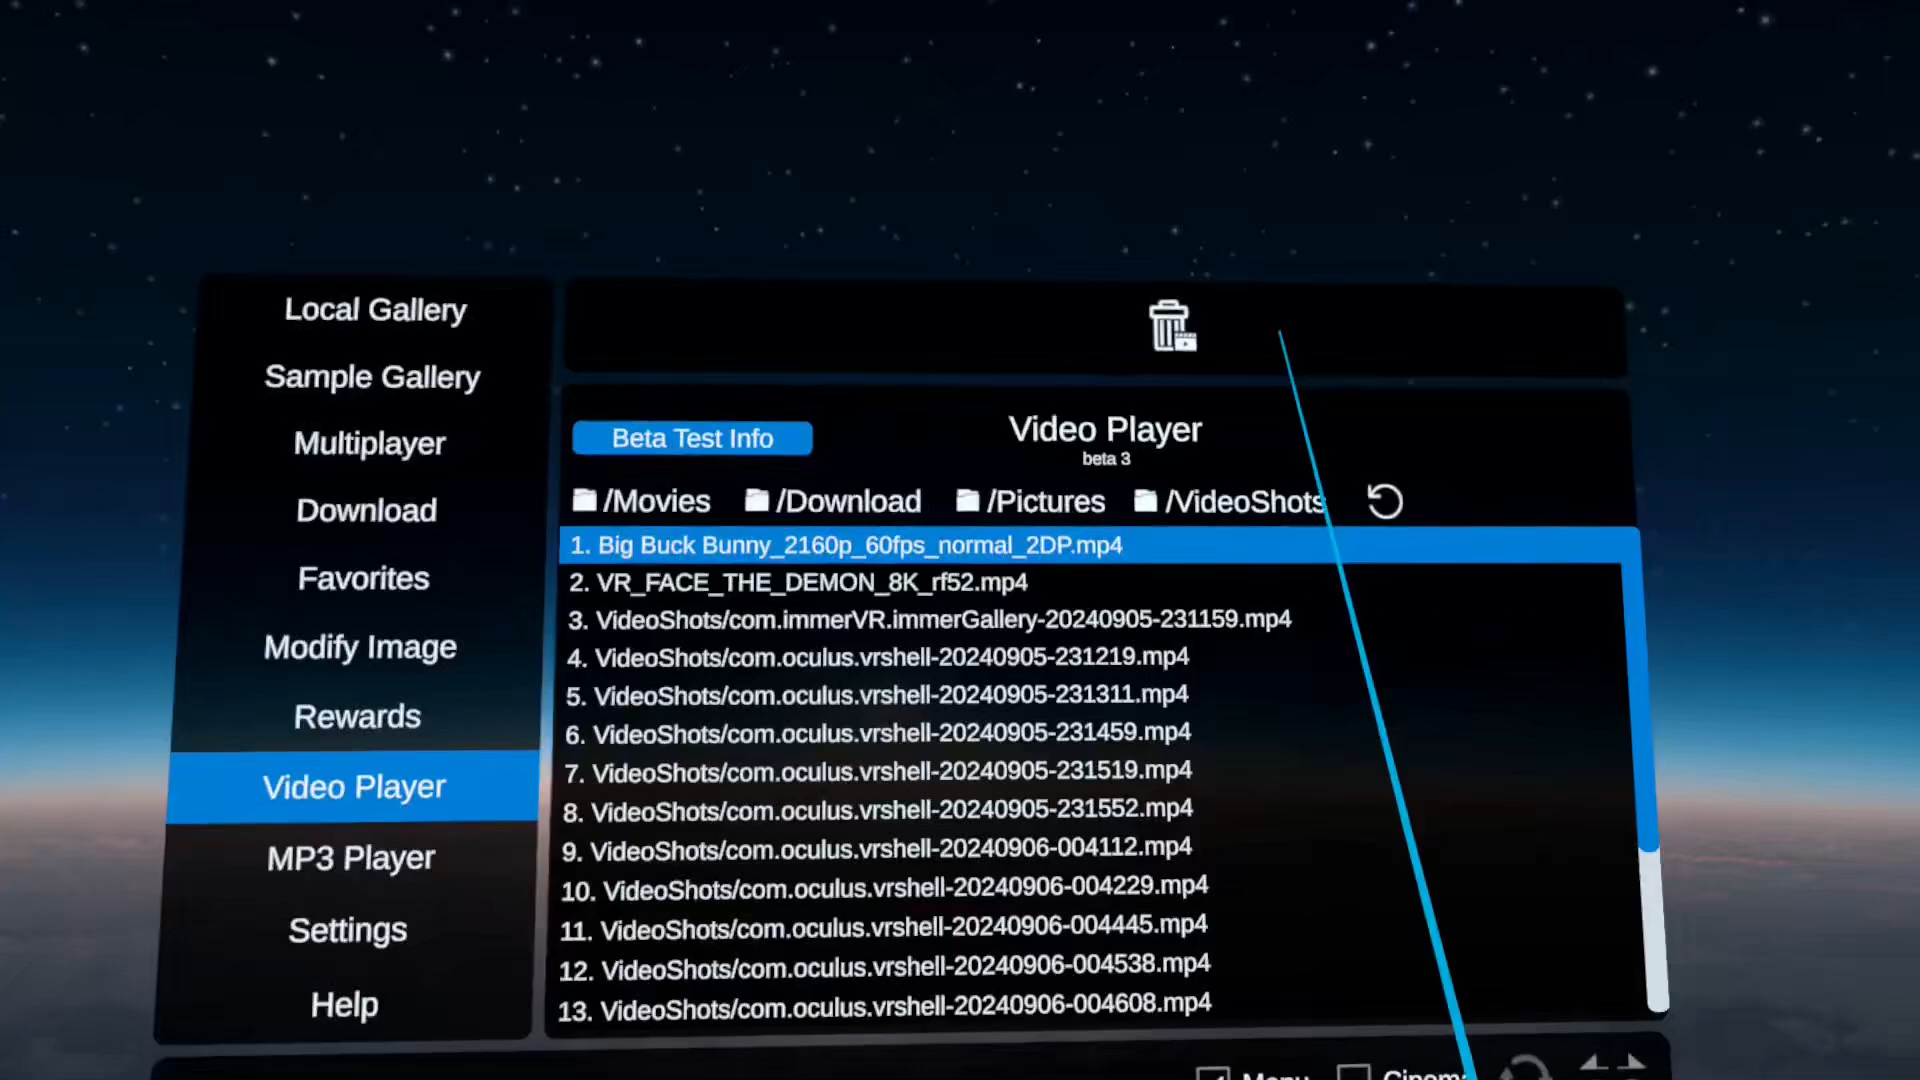 Local Gallery
Sample Gallery
Multiplayer
Download
Favorites
Modify Image
Rewards
Video Player
MP3 Player
Settings
Help
Beta Test Info
Video Player
beta 3
/Movies /Download /Pictures /VideoShots
1. Big Buck Bunny_2160p_60fps_normal_2DP.mp4
2. VR_FACE_THE_DEMON_8K_rf52.mp4
3. VideoShots/com.immerVR.immerGallery-20240905-231159.mp4
4. VideoShots/com.oculus.vrshell-20240905-231219.mp4
5. VideoShots/com.oculus.vrshell-20240905-231311.mp4
6. VideoShots/com.oculus.vrshell-20240905-231459.mp4
7. VideoShots/com.oculus.vrshell-20240905-231519.mp4
8. VideoShots/com.oculus.vrshell-20240905-231552.mp4
9. VideoShots/com.oculus.vrshell-20240906-004112.mp4
10. VideoShots/com.oculus.vrshell-20240906-004229.mp4
11. VideoShots/com.oculus.vrshell-20240906-004445.mp4
12. VideoShots/com.oculus.vrshell-20240906-004538.mp4
13. VideoShots/com.oculus.vrshell-20240906-004608.mp4
Menu Cinema